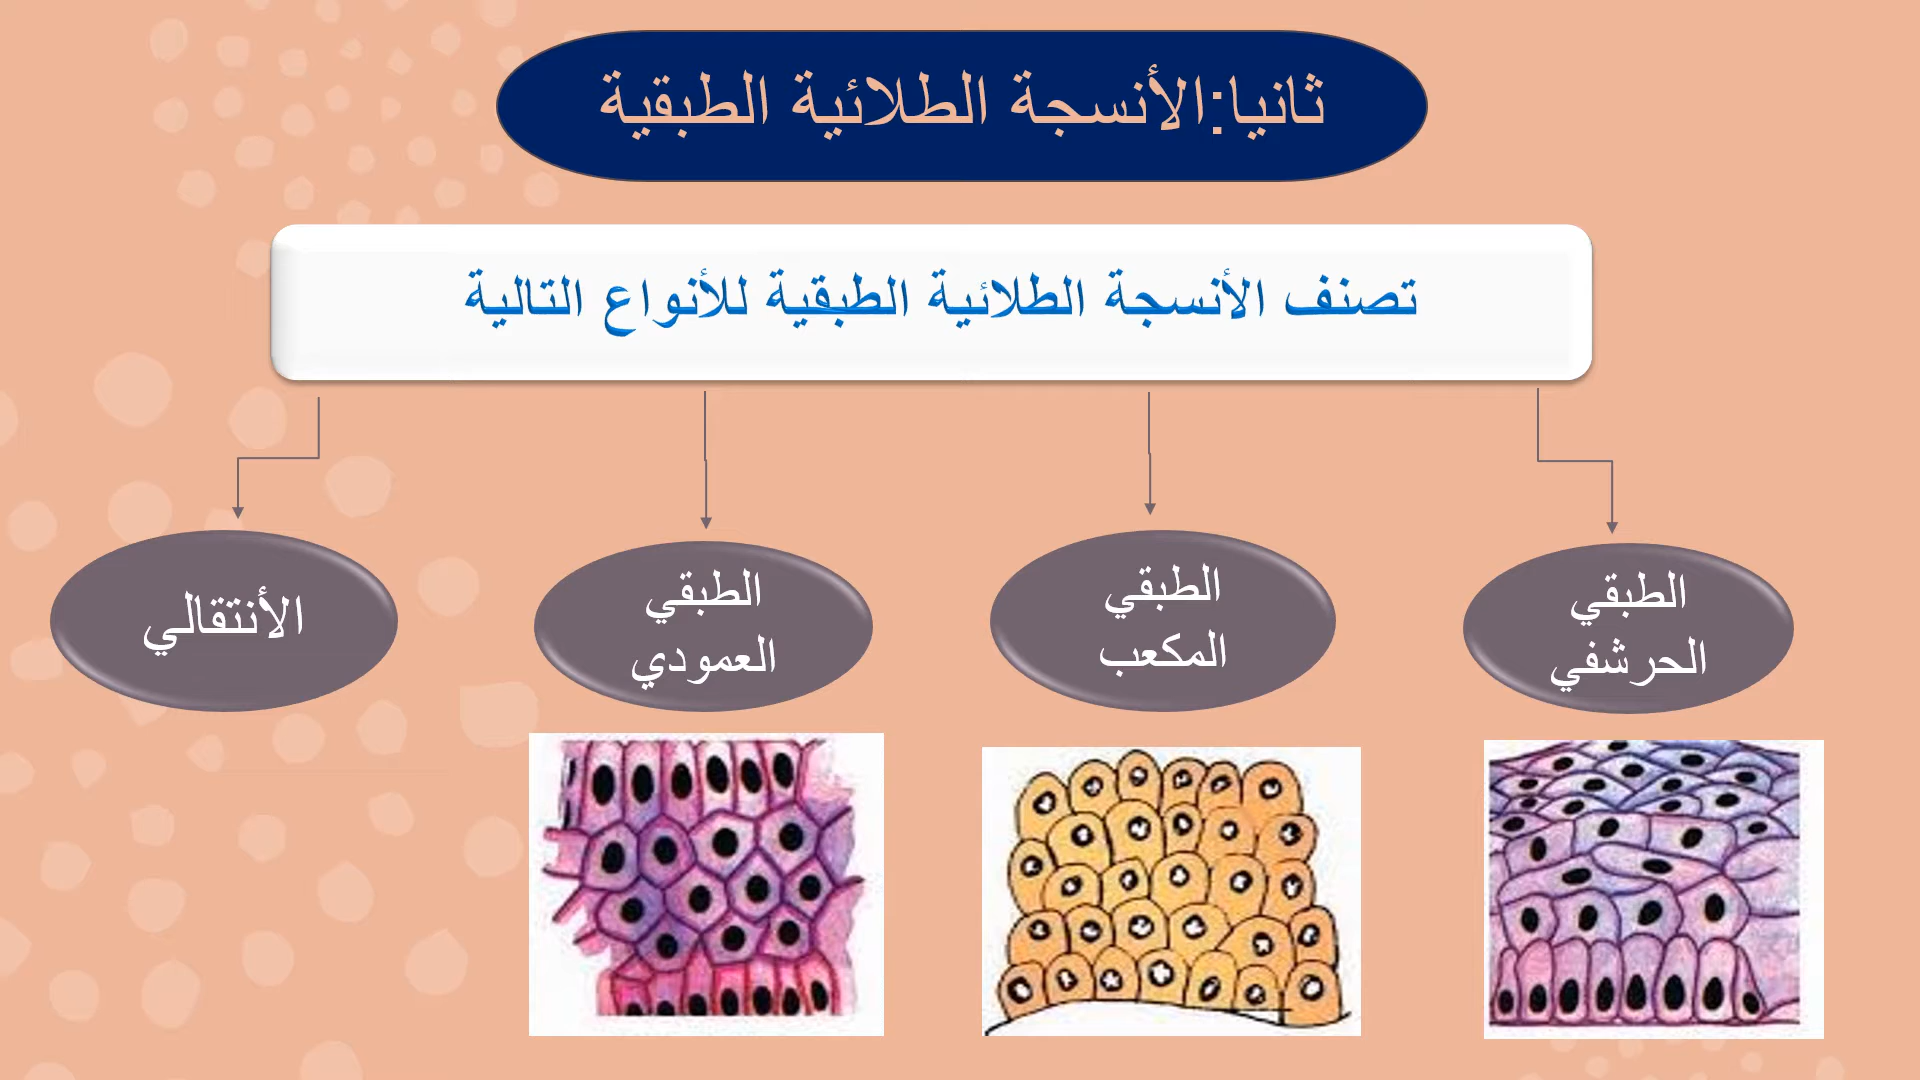 ثانيا:الأنسجة الطلائية الطبقية
تصنف الأنسجة الطلائية الطبقية للأنواع التالية
الطبقي
الحرشفي
الطبقي
المكعب
الطبقي
العمودي
الأنتقالي